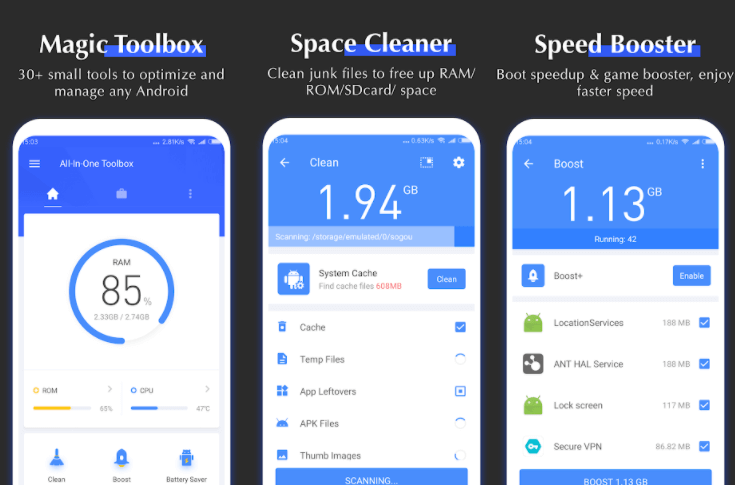 Magic Toolbox
30+ small tools to optimize and
manage any Android
15:03
... 2.81K/s
All-In-One Toolbox
RAM
85%
2.33GB / 2.74GB
ROM
65%
CPU
47°C
Clean
Boost
Battery Saver
Space Cleaner
Clean junk files to free up RAM/
ROM/SDcard/ space
15:04
... 0.83K/s
Clean
1.94 GB
Scanning: /storage/emulated/0/sogou
System Cache
Find cache files 608MB
Clean
Cache
Temp Files
App Leftovers
APK Files
Thumb Images
SCANNING...
Speed Booster
Boot speedup & game booster, enjoy
faster speed
15:04
... 0.17K/s
Boost
1.13 GB
Running: 42
Boost+
Enable
LocationServices 188 MB
ANT HAL Service 188 MB
Lock screen 117 MB
Secure VPN 86.82 MB
BOOST 1.13 GB